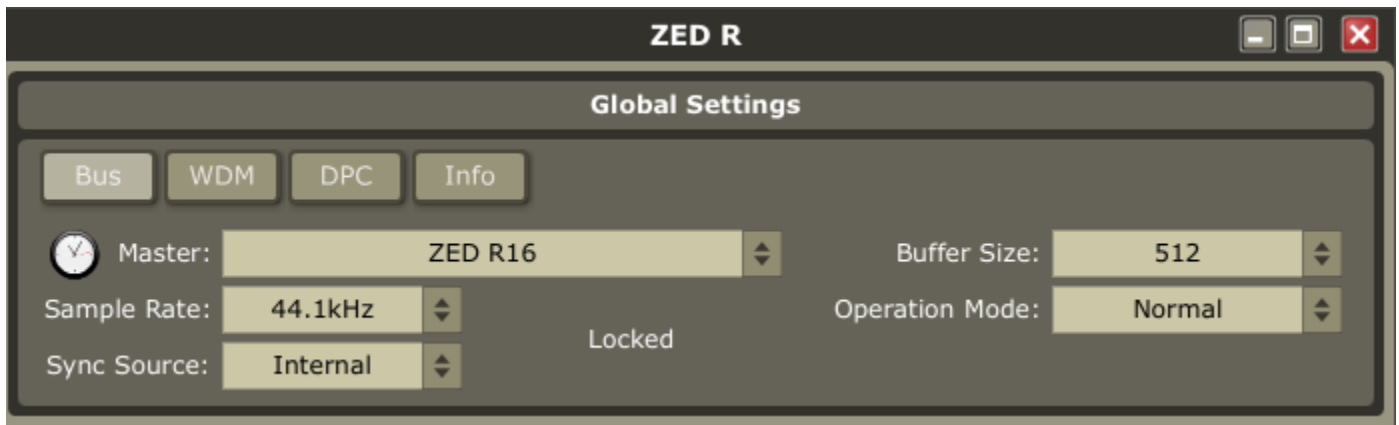 ZED R
Global Settings
Bus WDM DPC Info
Master: ZED R16 Buffer Size: 512
Sample Rate: 44.1kHz Operation Mode: Normal
Locked
Sync Source: Internal